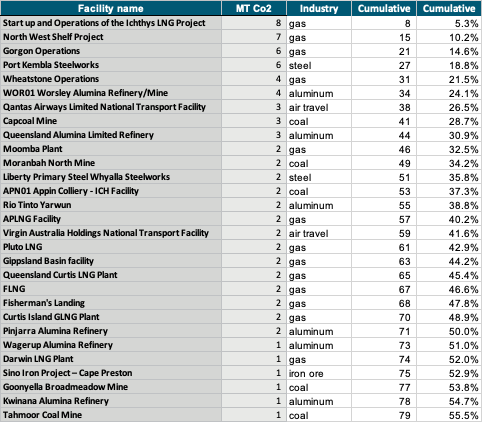 Facility name MT Co2 Industry Cumulative Cumulative
Start up and Operations of the Ichthys LNG Project 8 gas 8 5.3%
North West Shelf Project 7 gas 15 10.2%
Gorgon Operations 6 gas 21 14.6%
Port Kembla Steelworks 6 steel 27 18.8%
Wheatstone Operations 4 gas 31 21.5%
WOR01 Worsley Alumina Refinery/Mine 4 aluminum 34 24.1%
Qantas Airways Limited National Transport Facility 3 air travel 38 26.5%
Capcoal Mine 3 coal 41 28.7%
Queensland Alumina Limited Refinery 3 aluminum 44 30.9%
Moomba Plant 2 gas 46 32.5%
Moranbah North Mine 2 coal 49 34.2%
Liberty Primary Steel Whyalla Steelworks 2 steel 51 35.8%
APN01 Appin Colliery - ICH Facility 2 coal 53 37.3%
Rio Tinto Yarwun 2 aluminum 55 38.8%
APLNG Facility 2 gas 57 40.2%
Virgin Australia Holdings National Transport Facility 2 air travel 59 41.6%
Pluto LNG 2 gas 61 42.9%
Gippsland Basin facility 2 gas 63 44.2%
Queensland Curtis LNG Plant 2 gas 65 45.4%
FLNG 2 gas 67 46.6%
Fisherman's Landing 2 gas 68 47.8%
Curtis Island GLNG Plant 2 gas 70 48.9%
Pinjarra Alumina Refinery 2 aluminum 71 50.0%
Wagerup Alumina Refinery 1 aluminum 73 51.0%
Darwin LNG Plant 1 gas 74 52.0%
Sino Iron Project – Cape Preston 1 iron ore 75 52.9%
Goonyella Broadmeadow Mine 1 coal 77 53.8%
Kwinana Alumina Refinery 1 aluminum 78 54.7%
Tahmoor Coal Mine 1 coal 79 55.5%